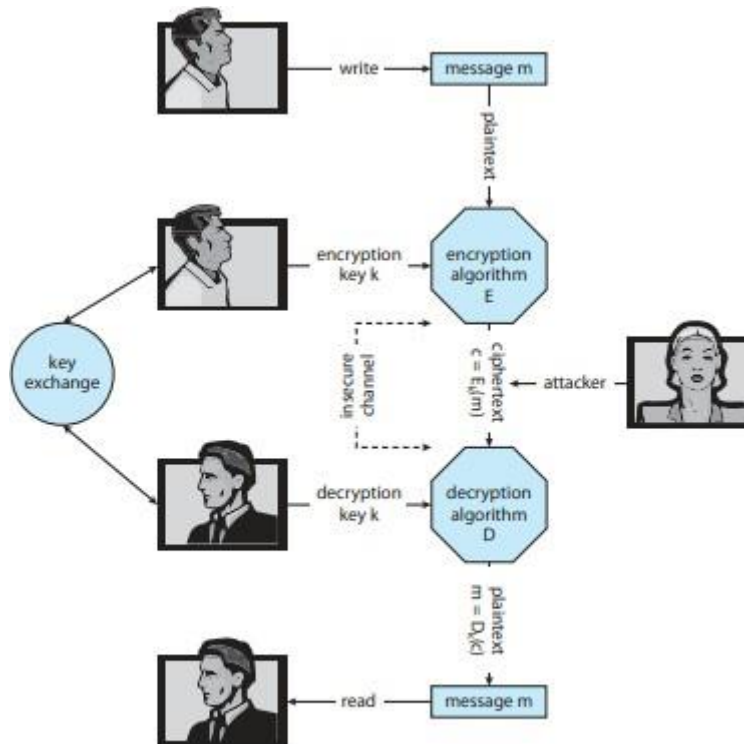 write
message m
plaintext
encryption
key k
encryption
algorithm
E
key
exchange
insecure
channel
ciphertext
c = Eₖ(m)
attacker
decryption
key k
decryption
algorithm
D
plaintext
m = Dₖ(c)
read
message m